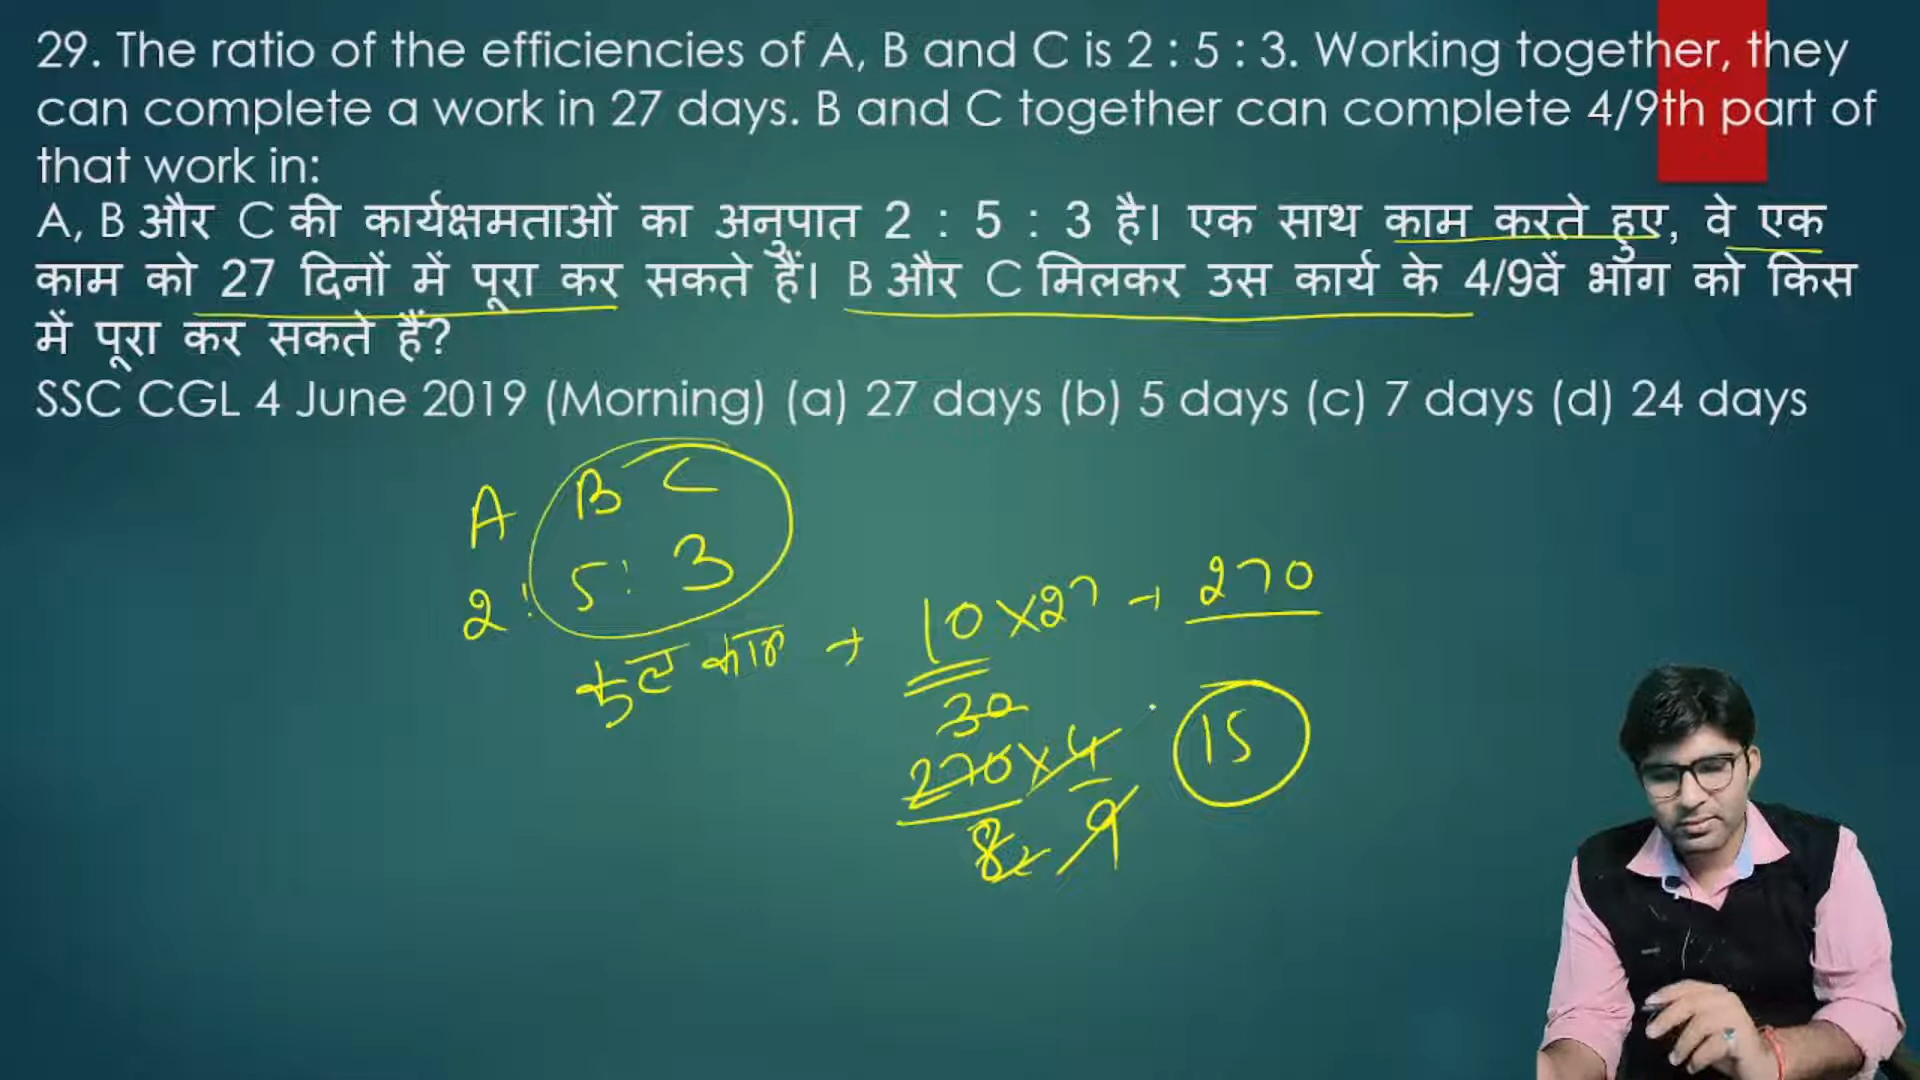 29. The ratio of the efficiencies of A, B and C is 2 : 5 : 3. Working together, they
can complete a work in 27 days. B and C together can complete 4/9th part of
that work in:
A, B और C की कार्यक्षमताओं का अनुपात 2 : 5 : 3 है। एक साथ काम करते हुए, वे एक
काम को 27 दिनों में पूरा कर सकते हैं। B और C मिलकर उस कार्य के 4/9वें भाग को किस
में पूरा कर सकते हैं?
SSC CGL 4 June 2019 (Morning) (a) 27 days (b) 5 days (c) 7 days (d) 24 days
A B C
2 : 5 : 3
कुल काम → 10 x 27 → 270
30
270 x 4 15
8 2 9